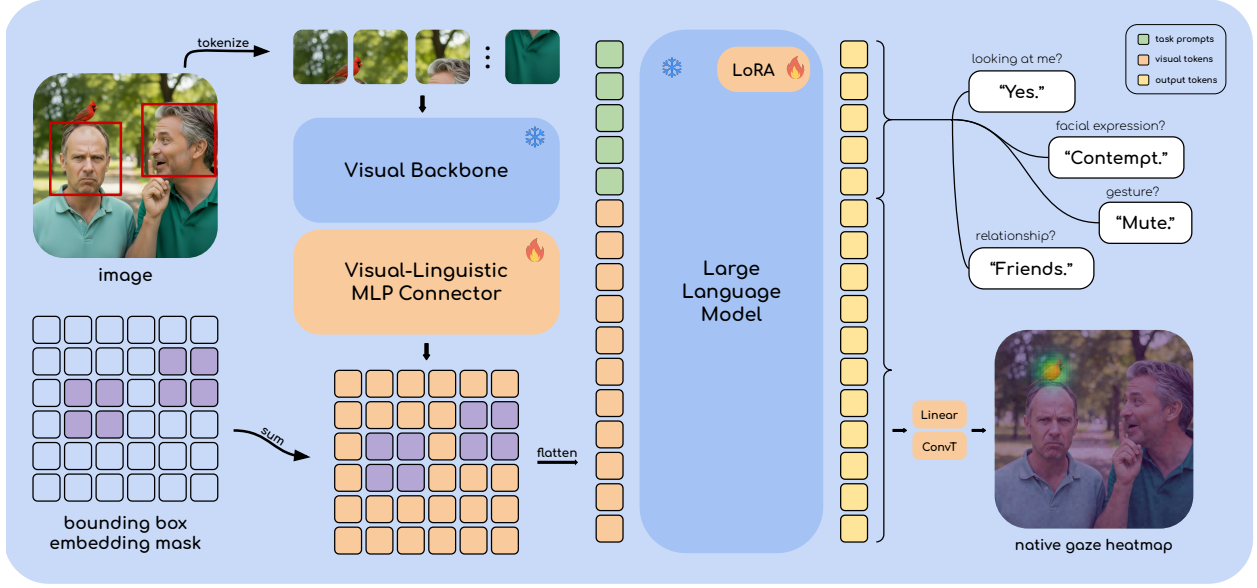 tokenize
image
bounding box
embedding mask
sum
Visual Backbone
Visual-Linguistic
MLP Connector
flatten
LoRA
Large
Language
Model
task prompts
visual tokens
output tokens
looking at me?
“Yes.”
facial expression?
“Contempt.”
gesture?
“Mute.”
relationship?
“Friends.”
Linear
ConvT
native gaze heatmap